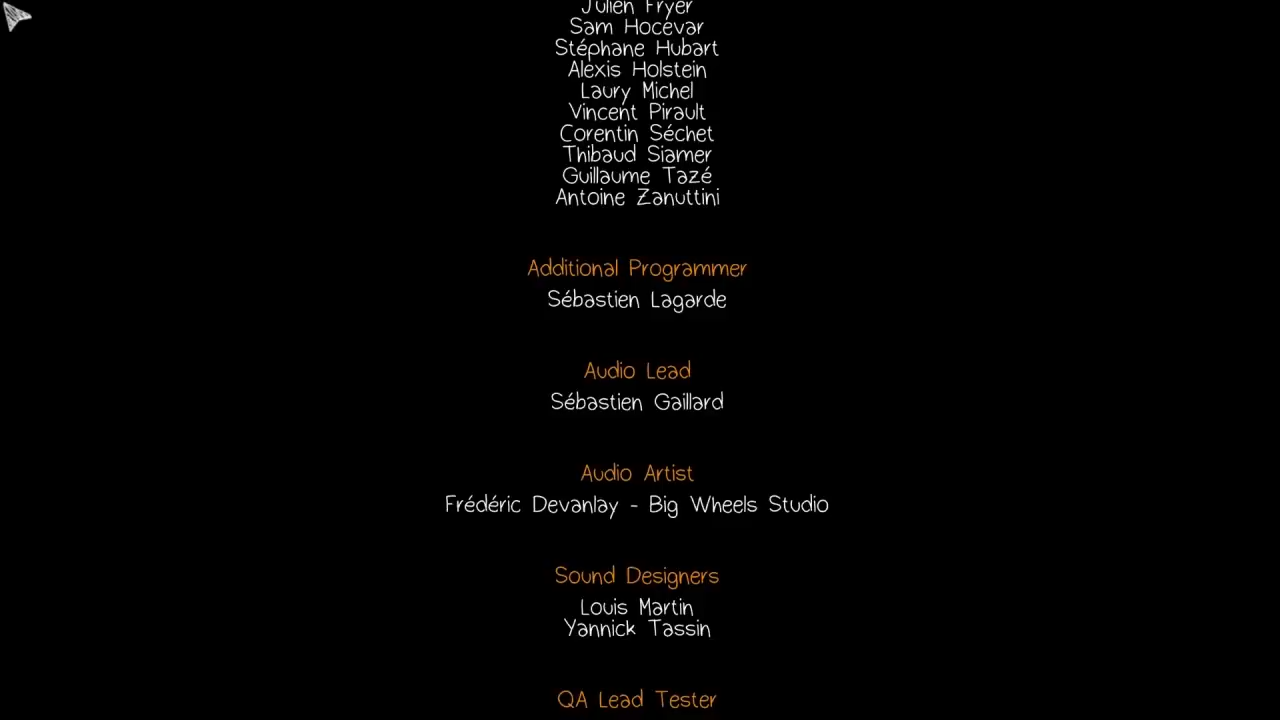 Julien Fryer
Sam Hocevar
Stéphane Hubart
Alexis Holstein
Laury Michel
Vincent Pirault
Corentin Séchet
Thibaud Siamer
Guillaume Tazé
Antoine Zanuttini
Additional Programmer
Sébastien Lagarde
Audio Lead
Sébastien Gaillard
Audio Artist
Frédéric Devanlay - Big Wheels Studio
Sound Designers
Louis Martin
Yannick Tassin
QA Lead Tester